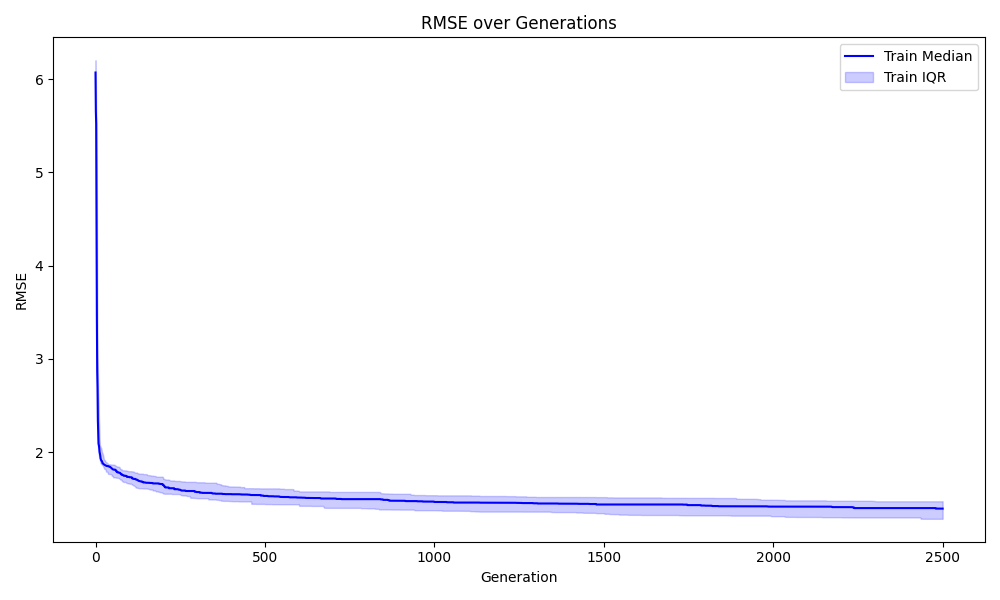 RMSE over Generations
Train Median
Train IQR
6
5
4
3
2
RMSE
0
500
1000
1500
2000
2500
Generation